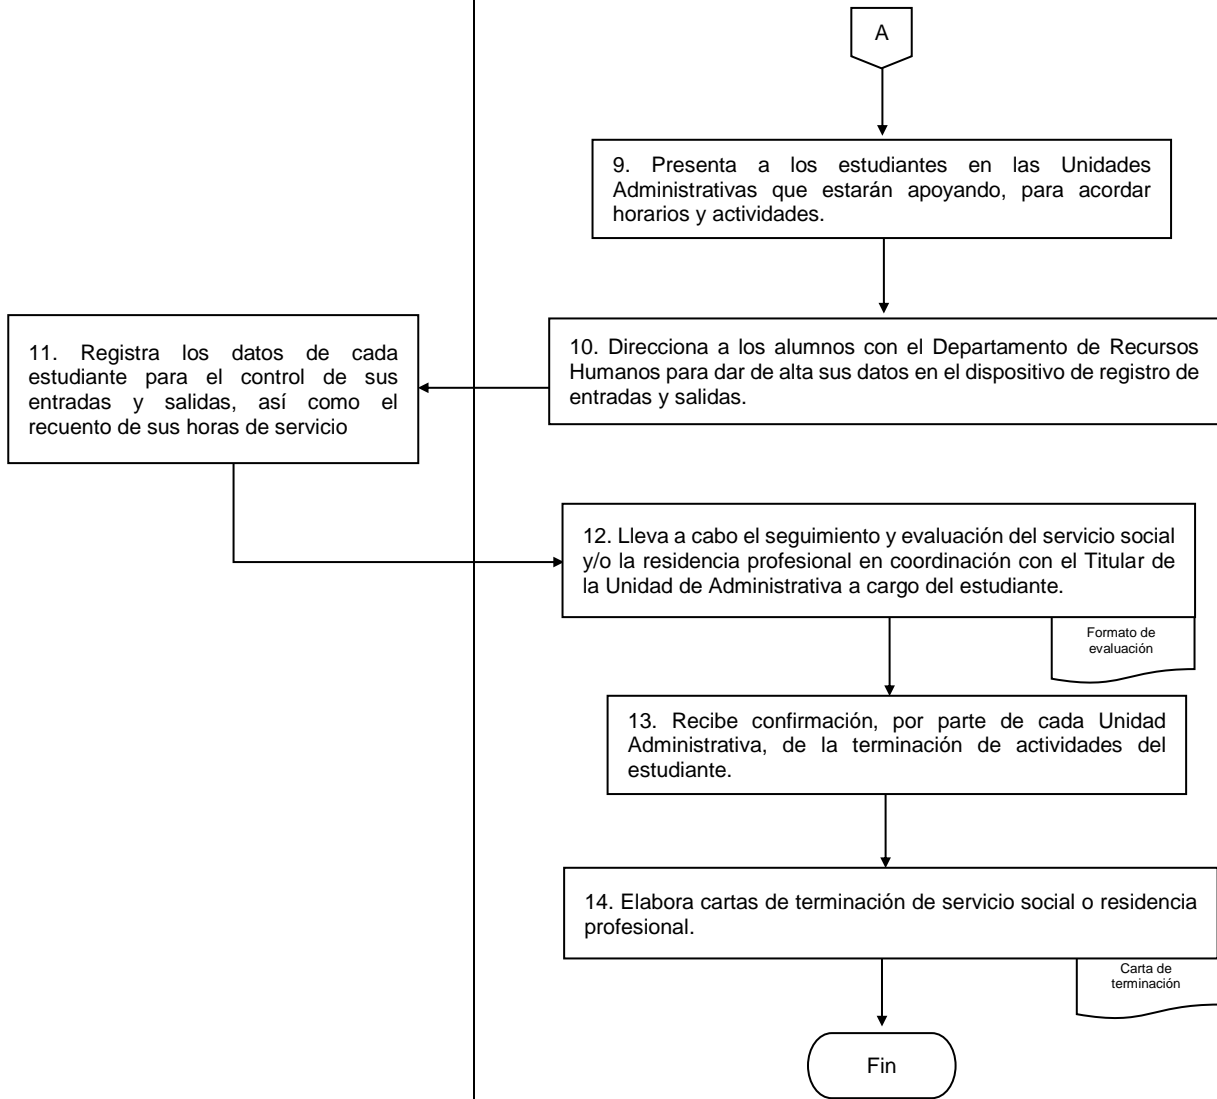 A
9. Presenta a los estudiantes en las Unidades
Administrativas que estarán apoyando, para acordar
horarios y actividades.
10. Direcciona a los alumnos con el Departamento de Recursos
Humanos para dar de alta sus datos en el dispositivo de registro de
entradas y salidas.
11. Registra los datos de cada
estudiante para el control de sus
entradas y salidas, así como el
recuento de sus horas de servicio
12. Lleva a cabo el seguimiento y evaluación del servicio social
y/o la residencia profesional en coordinación con el Titular de
la Unidad de Administrativa a cargo del estudiante.
Formato de
evaluación
13. Recibe confirmación, por parte de cada Unidad
Administrativa, de la terminación de actividades del
estudiante.
14. Elabora cartas de terminación de servicio social o residencia
profesional.
Carta de
terminación
Fin